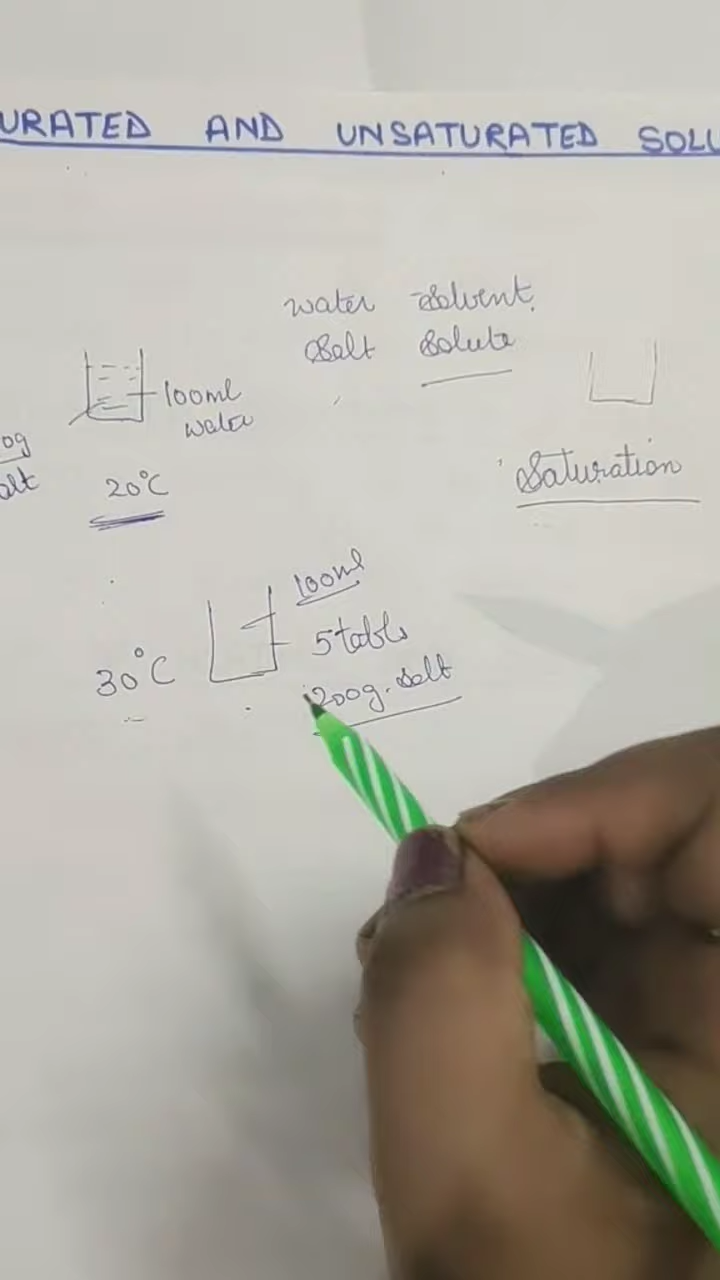 URATED AND UNSATURATED SOLU
water solvent.
Salt Solute
100ml
water
0g
alt
20°C
Saturation
100ml
5 tabls
30°C
200g. Salt